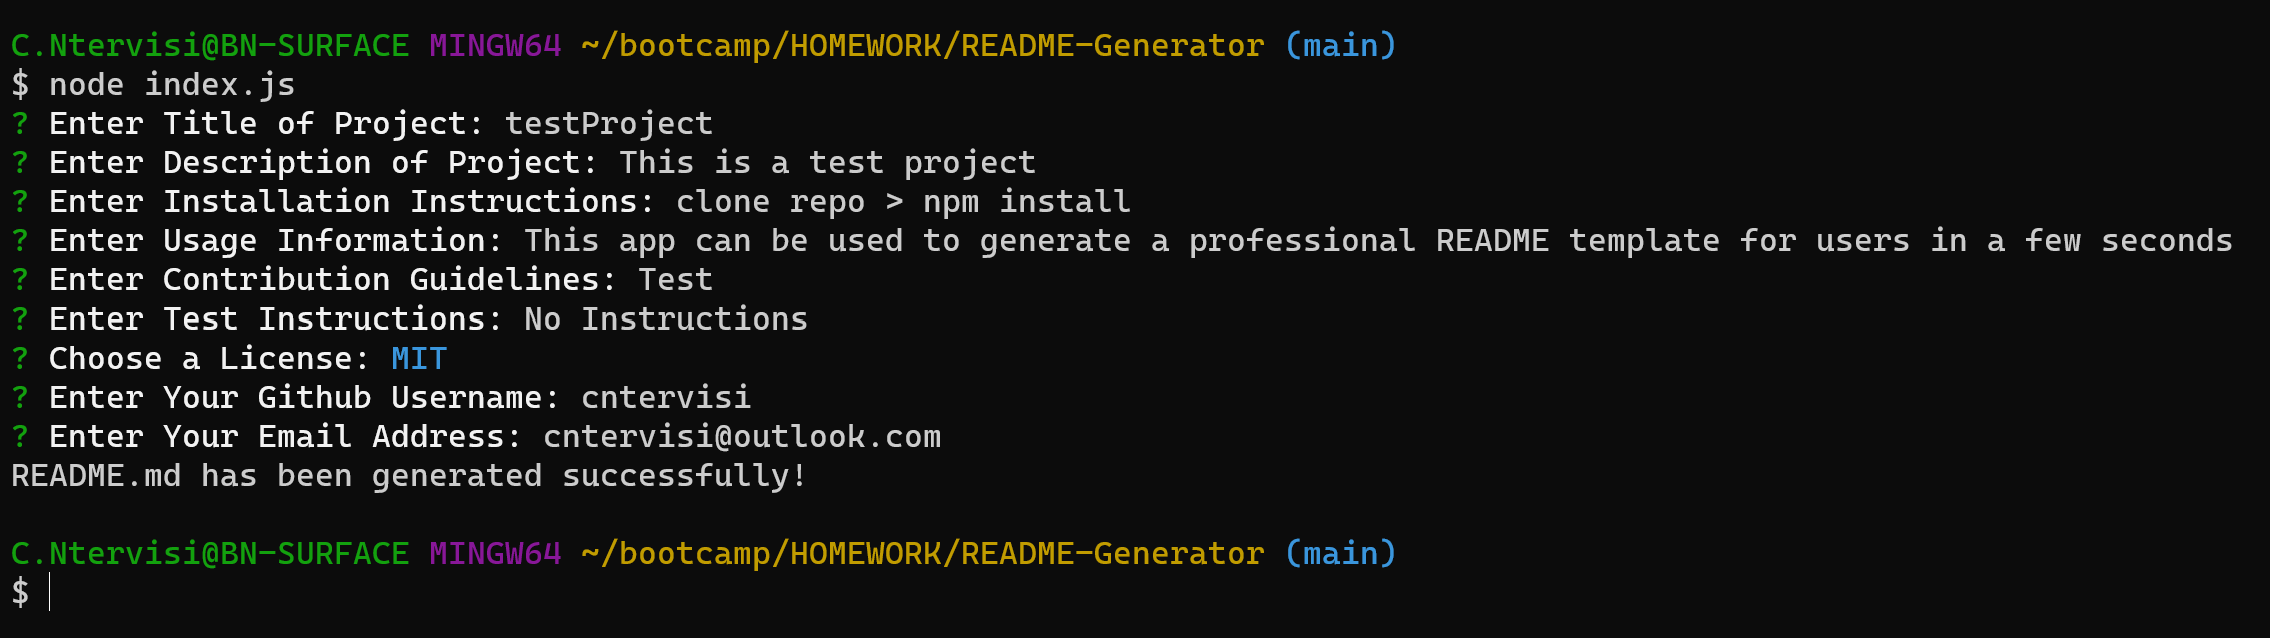 C.Ntervisi@BN-SURFACE MINGW64 ~/bootcamp/HOMEWORK/README-Generator (main)
$ node index.js
? Enter Title of Project: testProject
? Enter Description of Project: This is a test project
? Enter Installation Instructions: clone repo > npm install
? Enter Usage Information: This app can be used to generate a professional README template for users in a few seconds
? Enter Contribution Guidelines: Test
? Enter Test Instructions: No Instructions
? Choose a License: MIT
? Enter Your Github Username: cntervisi
? Enter Your Email Address: cntervisi@outlook.com
README.md has been generated successfully!
C.Ntervisi@BN-SURFACE MINGW64 ~/bootcamp/HOMEWORK/README-Generator (main)
$